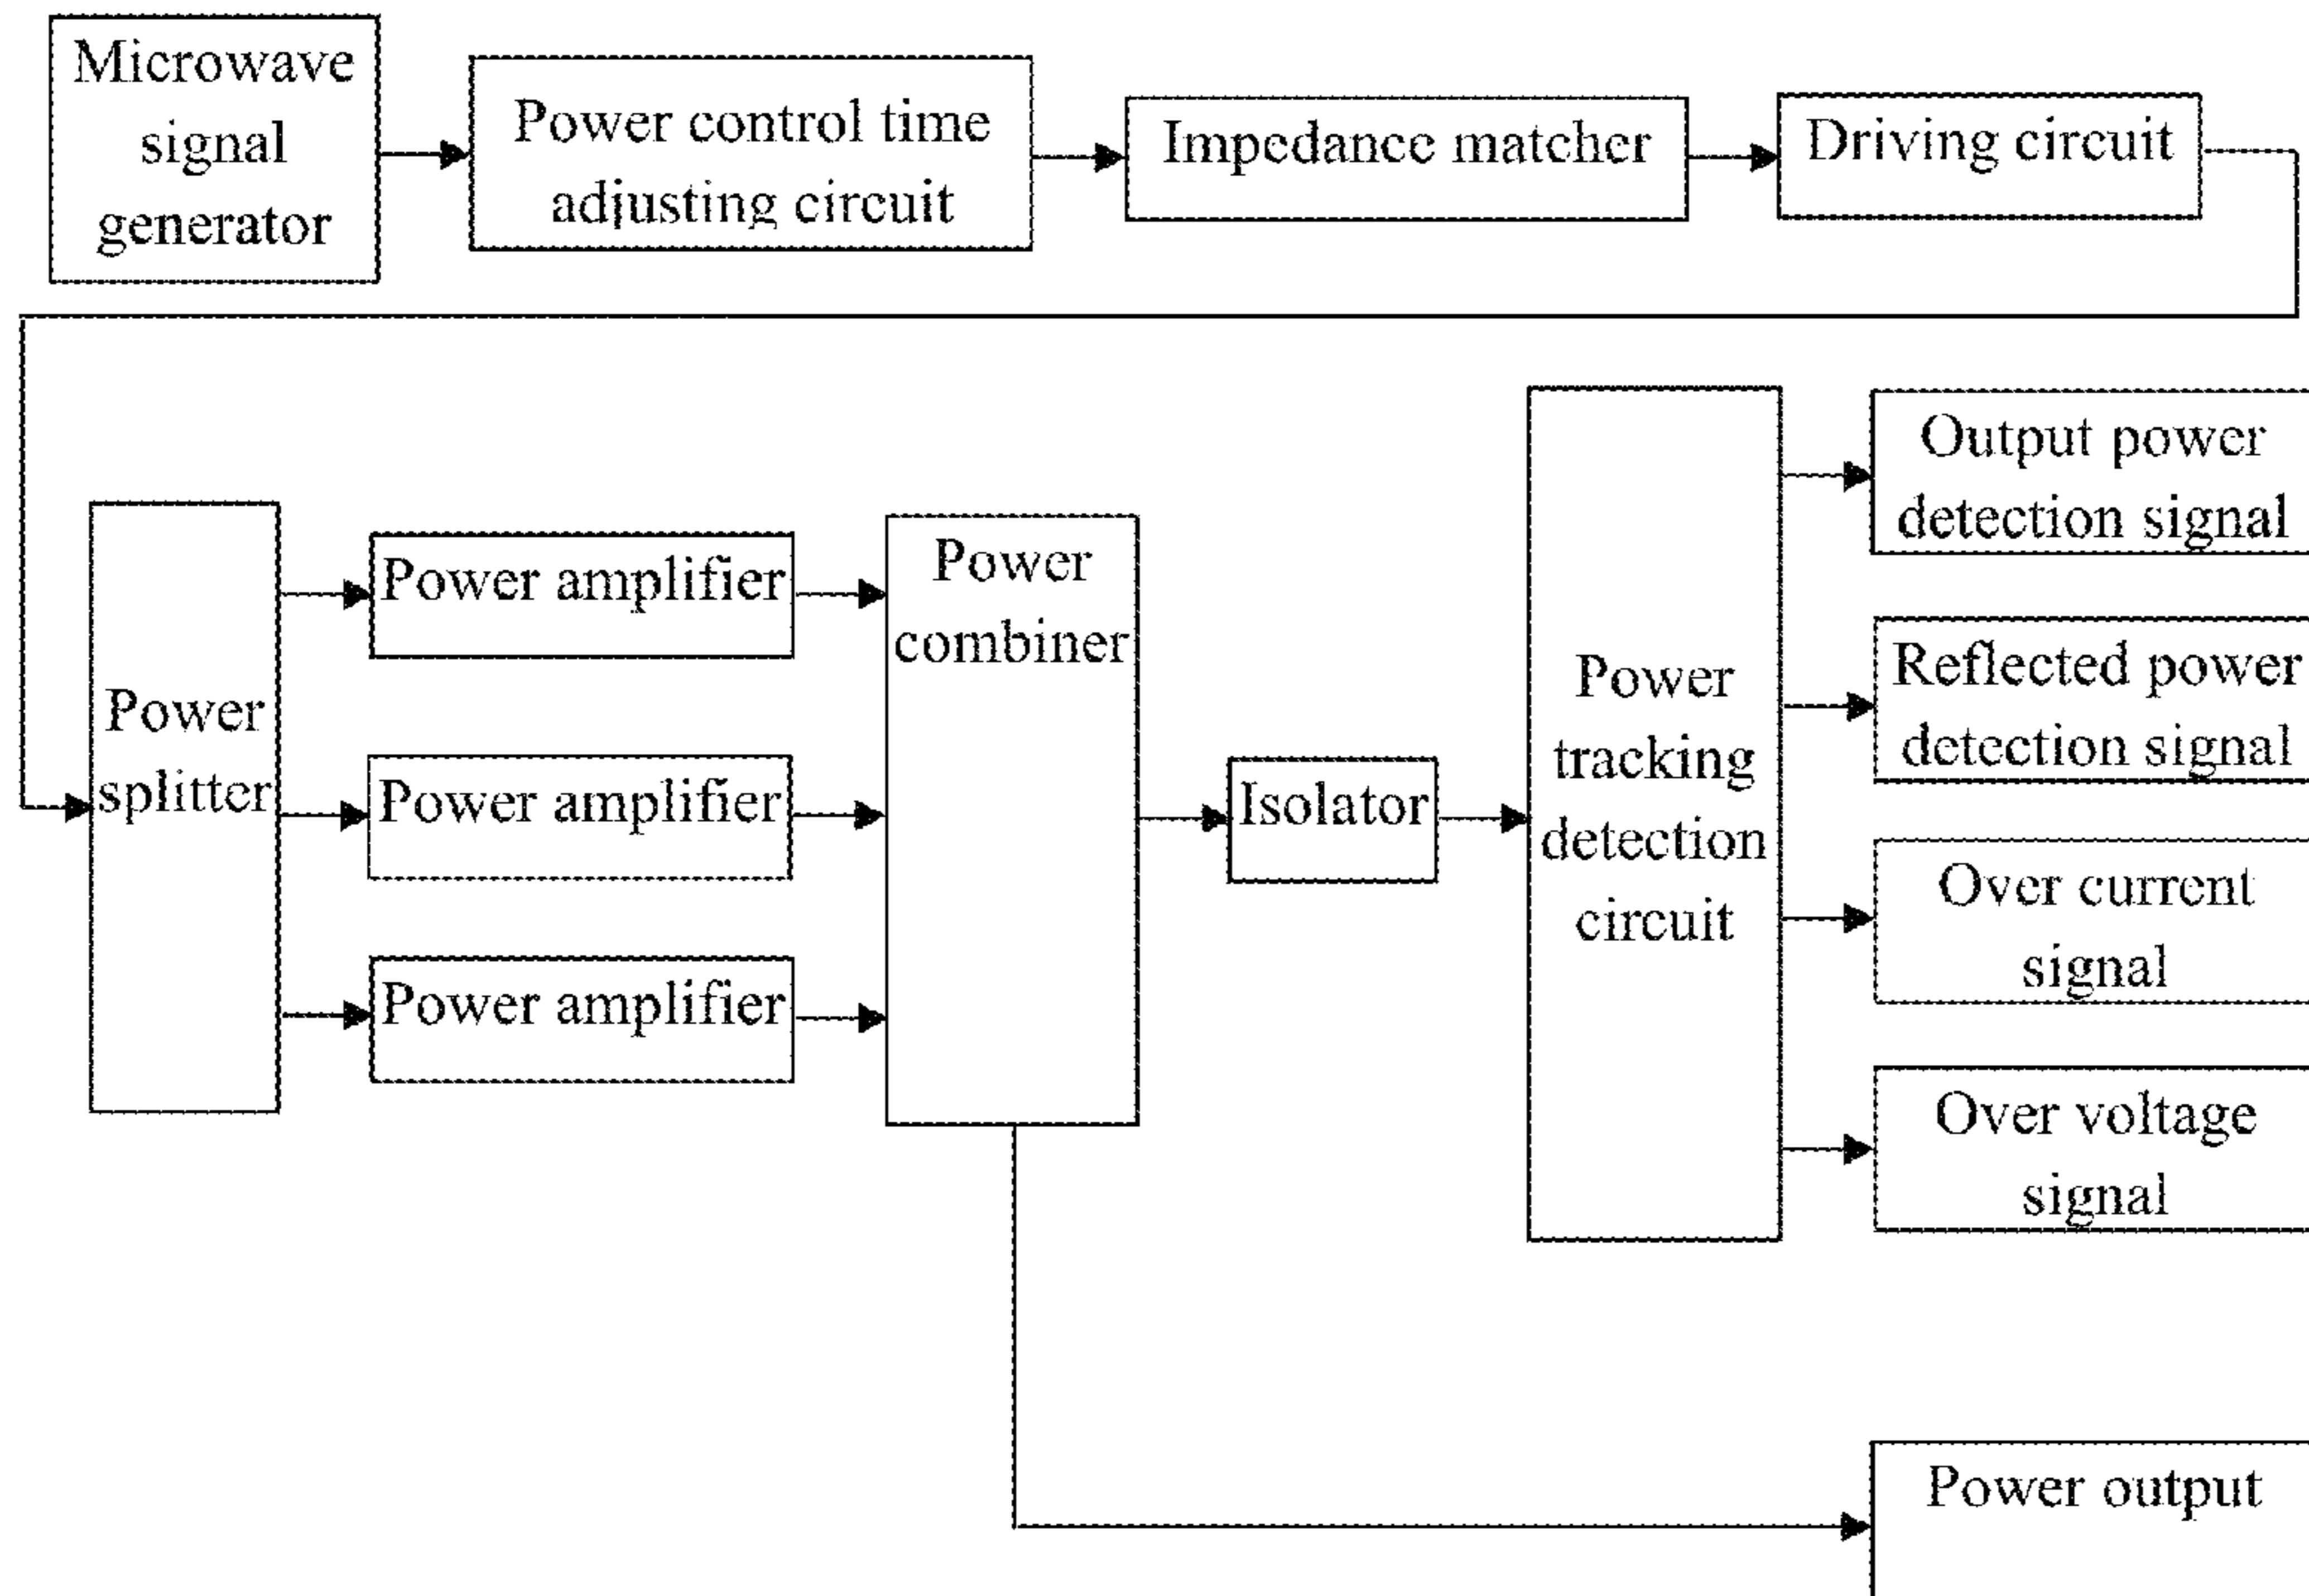 Microwave
signal
generator
Power control time
adjusting circuit
Impedance matcher
Driving circuit
Power
splitter
Power amplifier
Power amplifier
Power amplifier
Power
combiner
Isolator
Power
tracking
detection
circuit
Output power
detection signal
Reflected power
detection signal
Over current
signal
Over voltage
signal
Power output